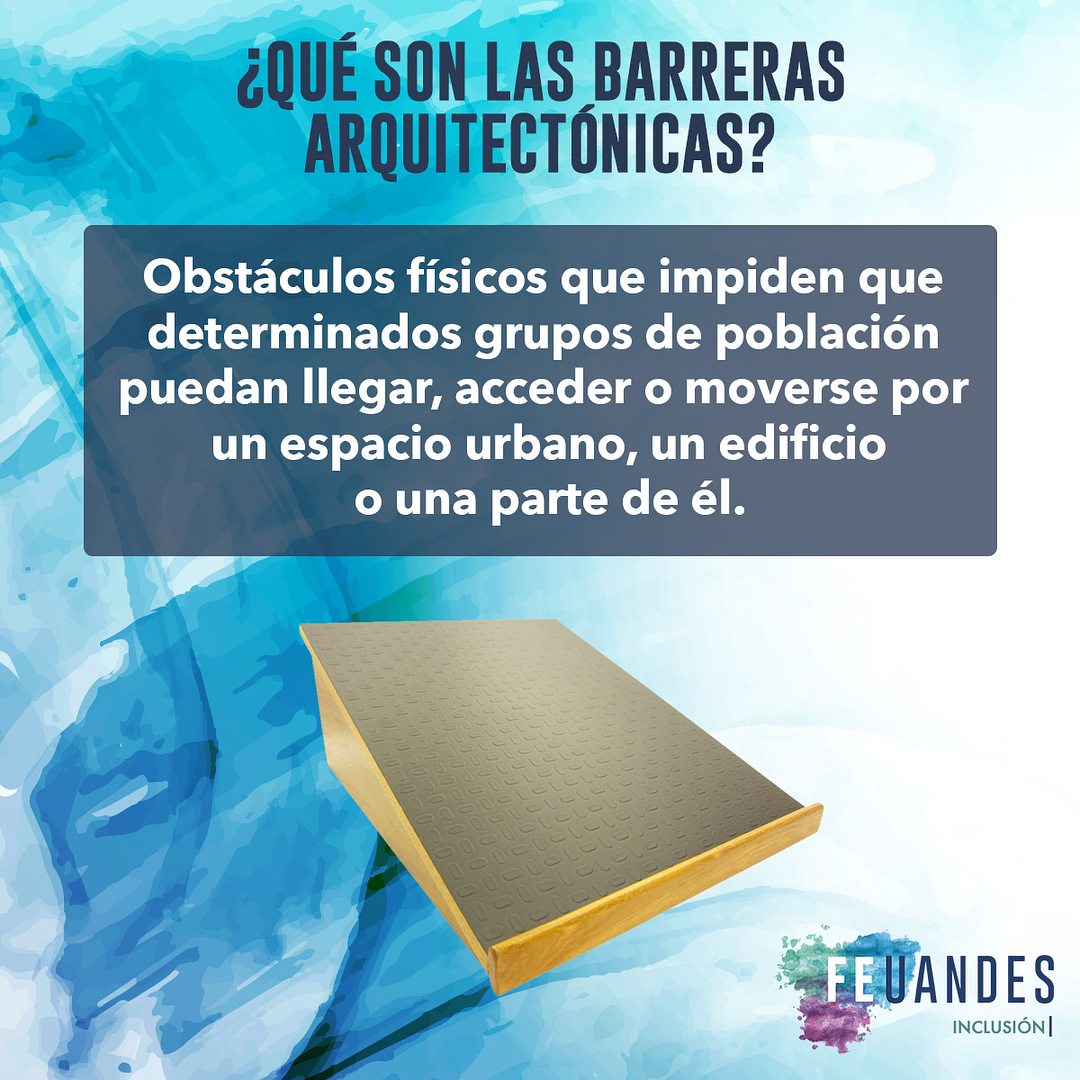 ¿QUÉ SON LAS BARRERAS
ARQUITECTÓNICAS?
Obstáculos físicos que impiden que
determinados grupos de población
puedan llegar, acceder o moverse por
un espacio urbano, un edificio
o una parte de él.
FEUANDES
INCLUSIÓN|